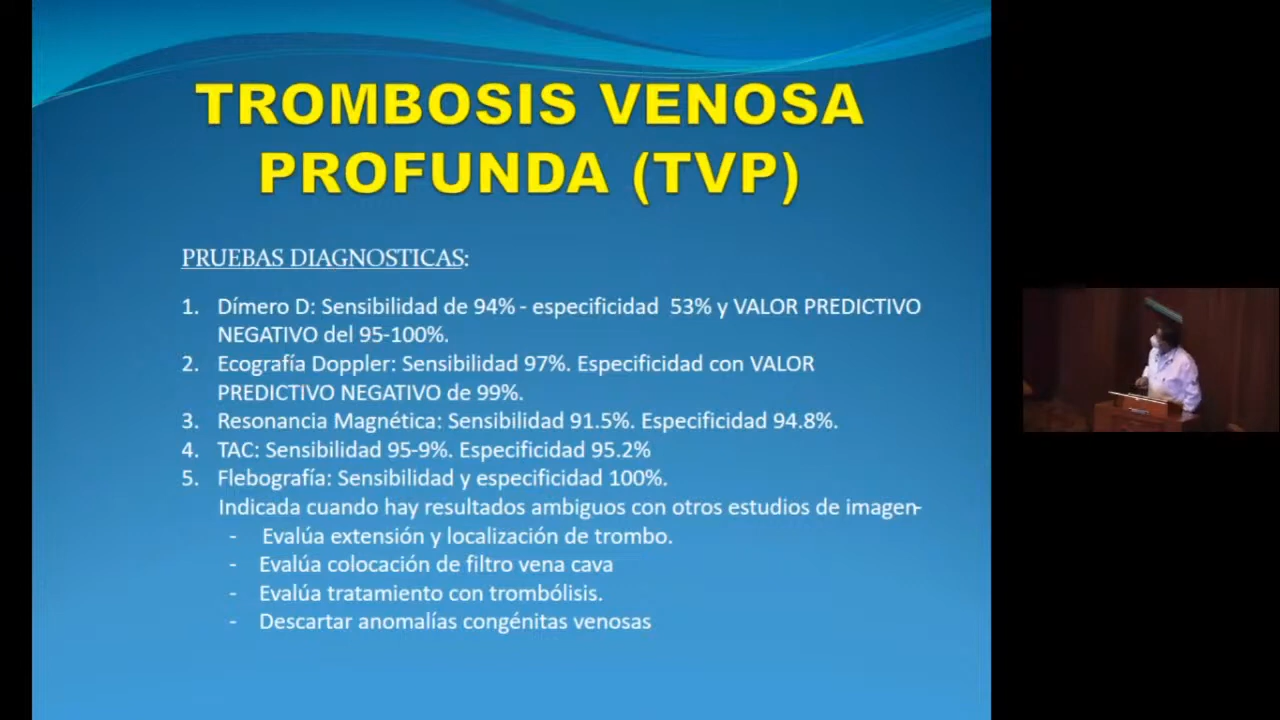 TROMBOSIS VENOSA
PROFUNDA (TVP)
PRUEBAS DIAGNOSTICAS:
1. Dímero D: Sensibilidad de 94% - especificidad 53% y VALOR PREDICTIVO
NEGATIVO del 95-100%.
2. Ecografía Doppler: Sensibilidad 97%. Especificidad con VALOR
PREDICTIVO NEGATIVO de 99%.
3. Resonancia Magnética: Sensibilidad 91.5%. Especificidad 94.8%.
4. TAC: Sensibilidad 95-9%. Especificidad 95.2%
5. Flebografía: Sensibilidad y especificidad 100%.
Indicada cuando hay resultados ambiguos con otros estudios de imagen-
- Evalúa extensión y localización de trombo.
- Evalúa colocación de filtro vena cava
- Evalúa tratamiento con trombólisis.
- Descartar anomalías congénitas venosas